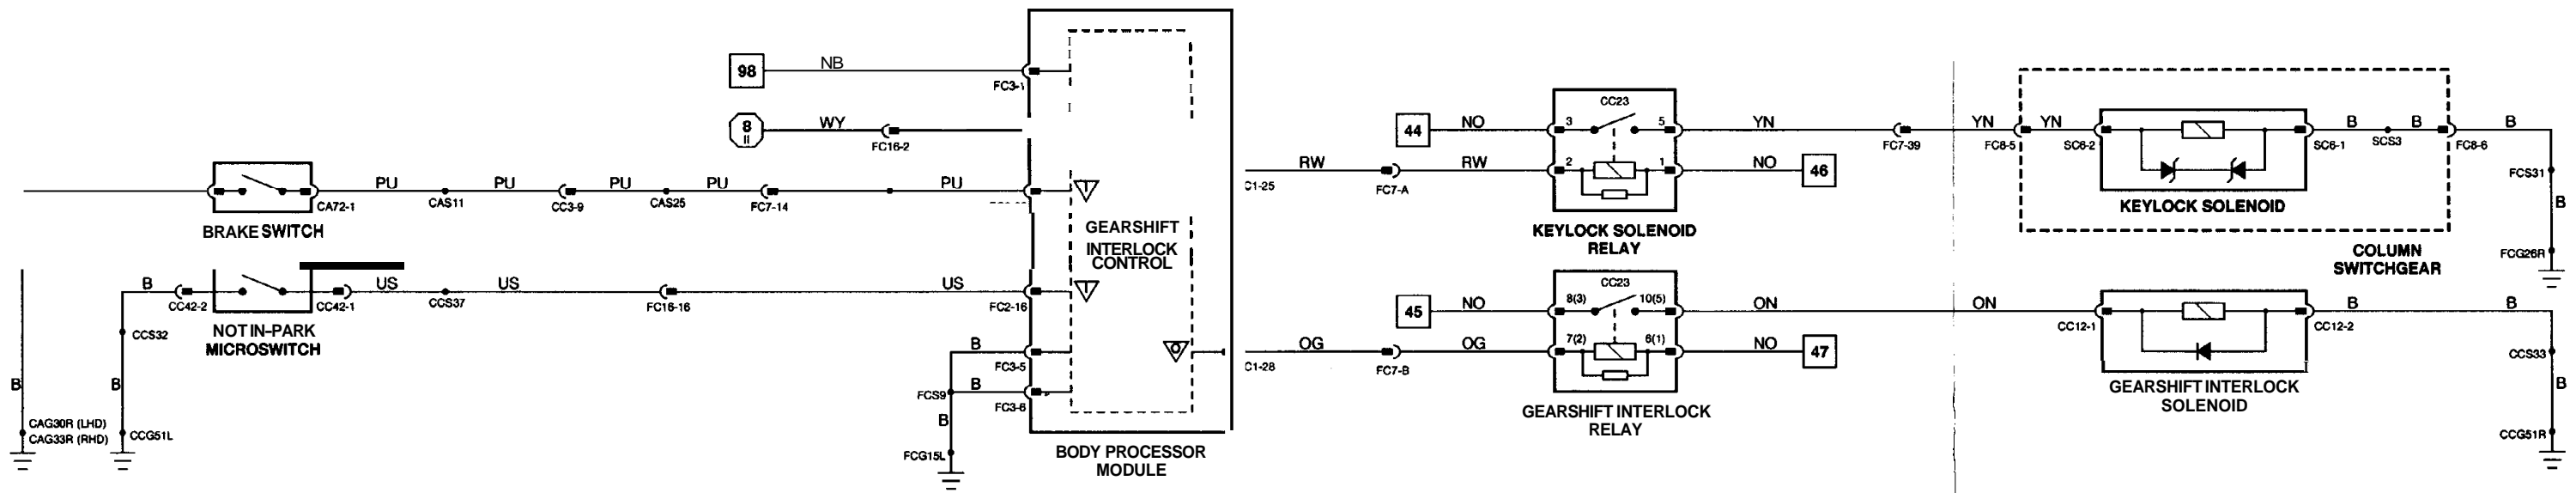 98
NB
FC3-1
8
II
WY
FC16-2
PU
PU
PU
PU
PU
CA72-1
CAS11
CC3-9
CAS25
FC7-14
BRAKE SWITCH
B
US
US
US
CC42-2
CC42-1
CCS37
FC16-16
FC2-16
NOT IN-PARK
MICROSWITCH
CCS32
B
B
CAG30R (LHD)
CAG33R (RHD)
CCG51L
B
FC3-5
B
FCS9
FC3-6
B
FCG15L
I
I
O
GEARSHIFT
INTERLOCK
CONTROL
BODY PROCESSOR
MODULE
RW
C1-25
FC7-A
RW
44
NO
CC23
3
5
2
1
YN
NO
46
KEYLOCK SOLENOID
RELAY
FC7-39
YN
FC8-5
YN
SC6-2
KEYLOCK SOLENOID
SC6-1
B
SCS3
B
FC8-6
B
FCS31
B
FCG26R
COLUMN
SWITCHGEAR
OG
C1-28
FC7-B
OG
45
NO
CC23
8(3)
10(5)
7(2)
6(1)
ON
NO
47
GEARSHIFT INTERLOCK
RELAY
ON
CC12-1
CC12-2
B
B
GEARSHIFT INTERLOCK
SOLENOID
CCS33
B
CCG51R